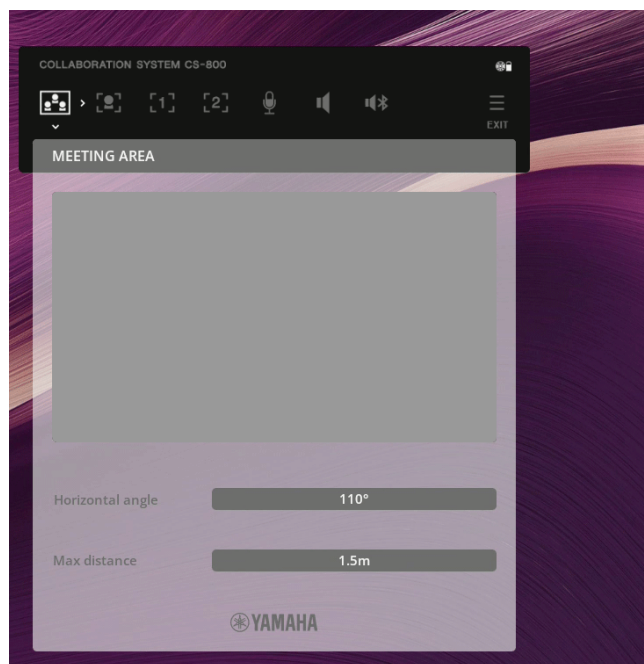 COLLABORATION SYSTEM CS-800
[1] [2]
EXIT
MEETING AREA
Horizontal angle 110°
Max distance 1.5m
YAMAHA